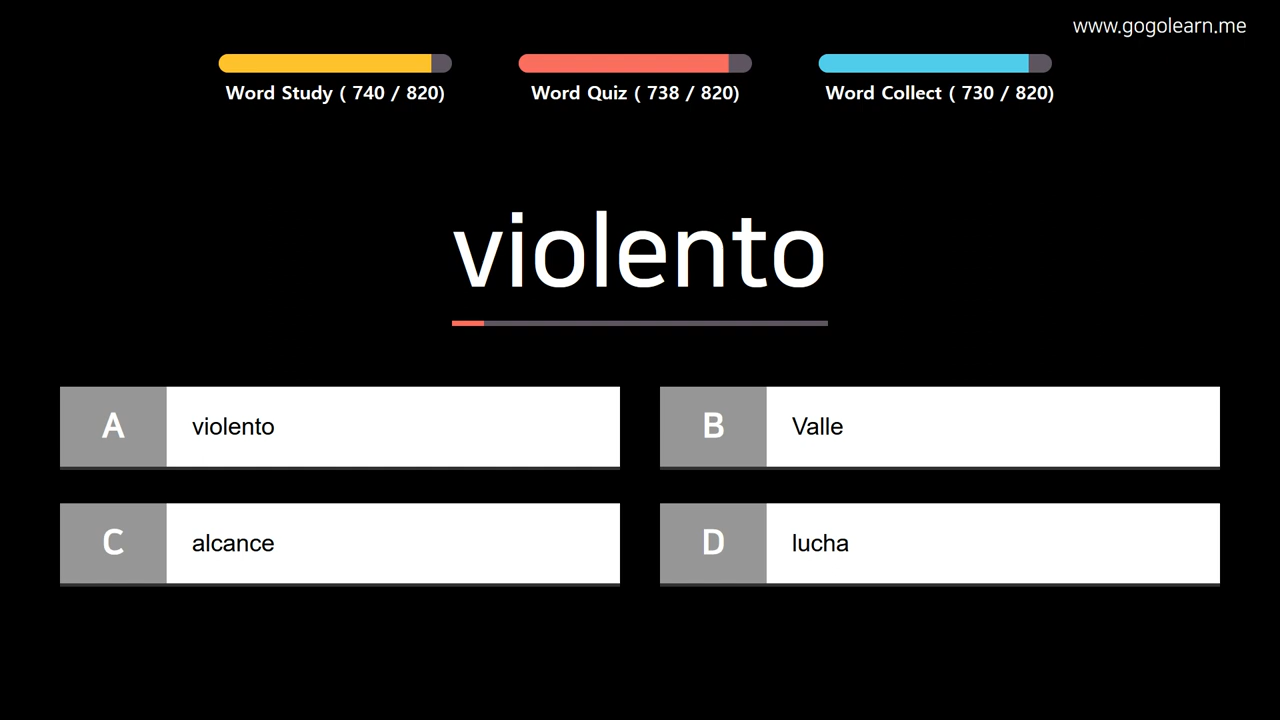 www.gogolearn.me
Word Study ( 740 / 820)
Word Quiz ( 738 / 820)
Word Collect ( 730 / 820)
violento
A violento
B Valle
C alcance
D lucha